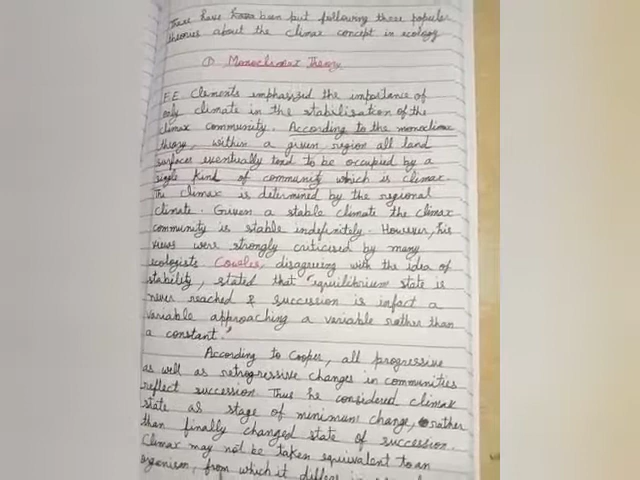 There have been put following three popular
theories about the climax concept in ecology
① Monoclimax Theory.
F.E. Clements emphasized the importance of
only climate in the stabilisation of the
climax community. According to the monoclimax
theory, within a given region all land
surfaces eventually tend to be occupied by a
single kind of community which is climax.
The climax is determined by the regional
climate. Given a stable climate the climax
community is stable indefinitely. However, his
views were strongly criticised by many
ecologists Cowles, disagreeing with the idea of
stability, stated that "equilibrium state is
never reached & succession is infact a
variable approaching a variable rather than
a constant."
According to Cooper, all progressive
as well as retrogressive changes in communities
reflect succession Thus he considered climax
state as stage of minimum change, rather
than finally changed state of succession.
Climax may not be taken equivalent to an
organism, from which it differs in